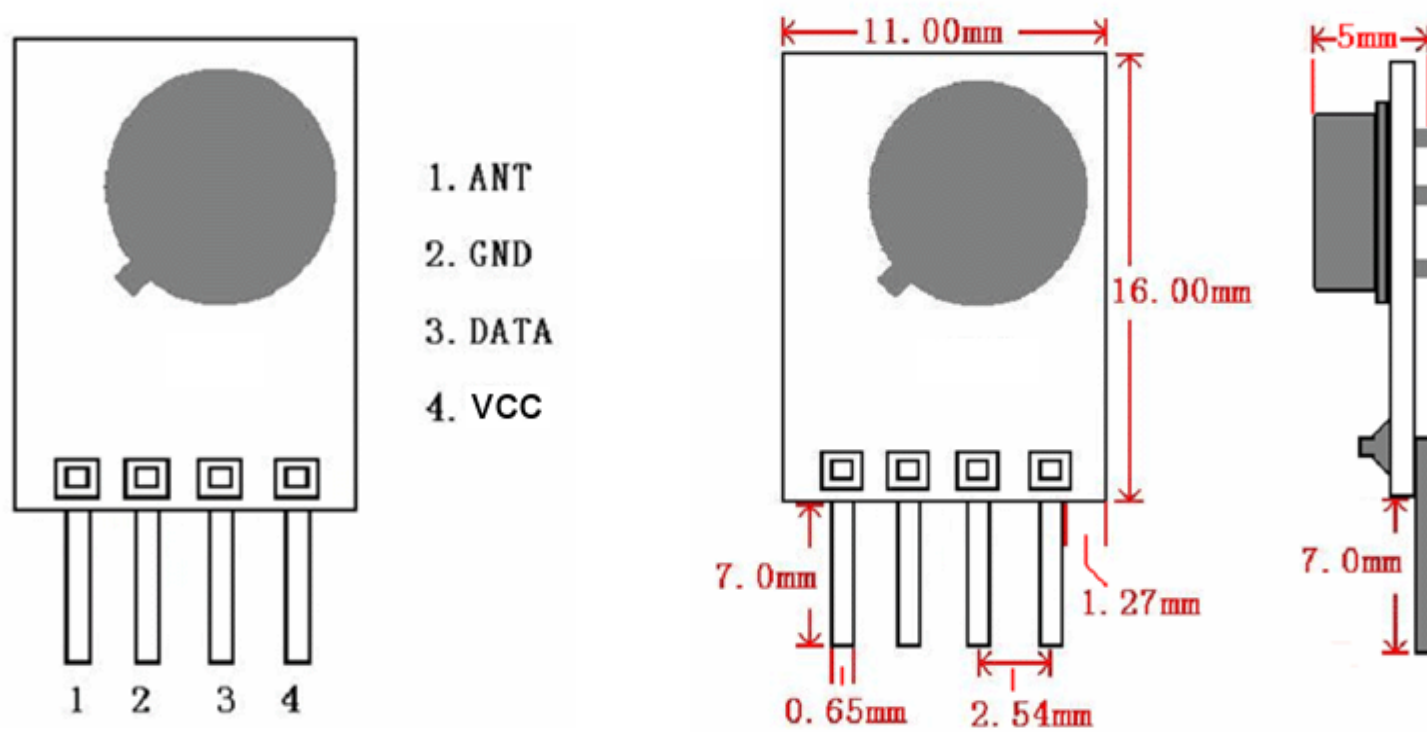 1. ANT
2. GND
3. DATA
4. VCC
1 2 3 4
11.00mm
16.00mm
7.0mm
1.27mm
0.65mm
2.54mm
5mm
7.0mm